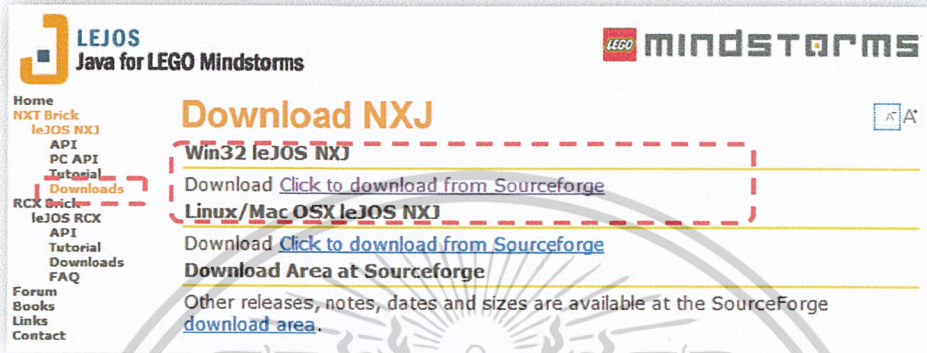 LEJOS
Java for LEGO Mindstorms
LEGO mindstorms
Home
NXT Brick
leJOS NXJ
API
PC API
Tutorial
Downloads
RCX Brick
leJOS RCX
API
Tutorial
Downloads
FAQ
Forum
Books
Links
Contact
Download NXJ
A- A+
Win32 leJOS NXJ
Download Click to download from Sourceforge
Linux/Mac OSX leJOS NXJ
Download Click to download from Sourceforge
Download Area at Sourceforge
Other releases, notes, dates and sizes are available at the SourceForge
download area.